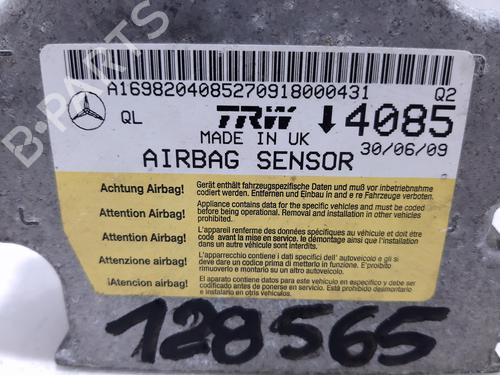 A1698204085270918000431 Q2
QL TRW 4085
MADE IN UK 30/06/09
AIRBAG SENSOR
Achtung Airbag! Gerät enthält fahrzeugspezifische Daten und muß vor inbetriebnahme
codiert werden. Entfernen und Einbau in and e re Fahrzeuge verboten.
Attention Airbag! Appliance contains data for the specific vehicles and must be coded
before being operational. Removal and installation in other vehicles
prohibited.
Attention Airbag! L'appareil renferme des données spécifiques au véhicule et doit être
codé avant la mise en service. le démontage ainsi que l'installation
dans un autre véhicule sont interdits.
Attenzione airbag! L'apparecchio contiene i dati specifici dell' autoveicolo e si
deve dare un codice prima di metterlo in funzione. E'proibito
rimuoverlo e montarlo su un altro autoveicolo.
¡Atencion airbag! El aparato contiene datos para un vehiculo en especifico y debe
codificado antes de ponerse en servicio. Está prohibido desmontarlo
e instalarlo en otros vehiculos.
128565
B-PARTS